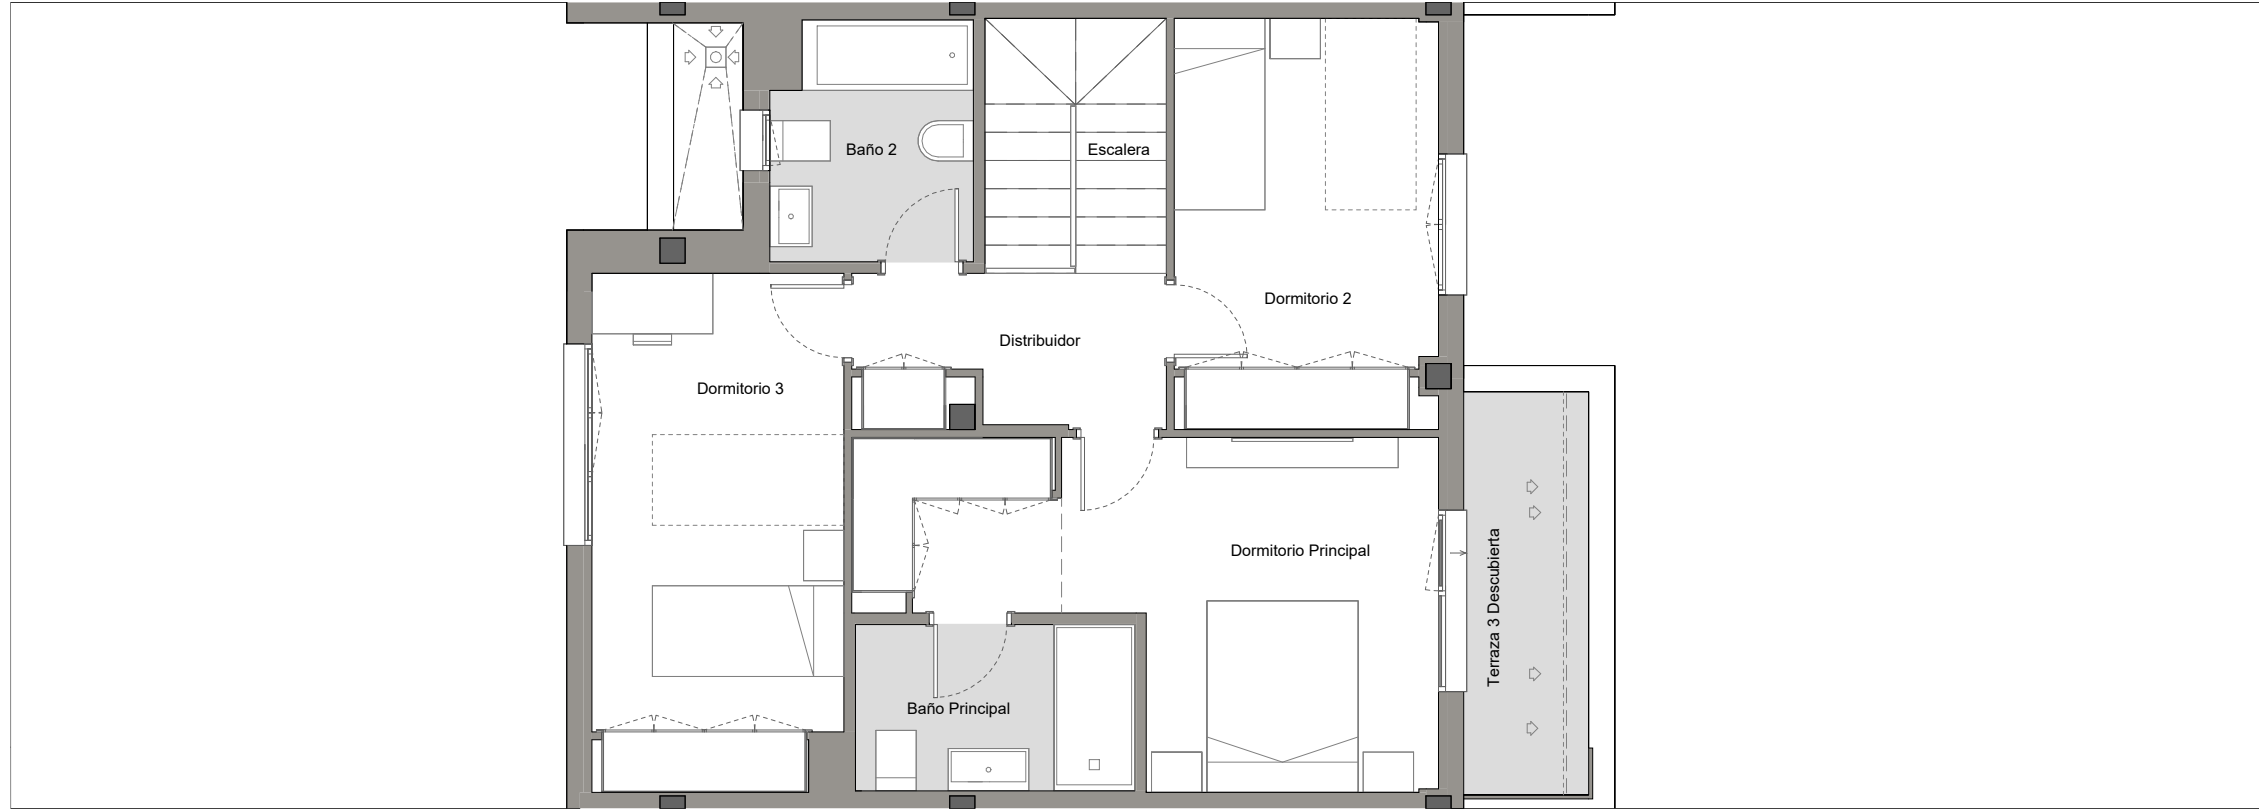 Baño 2
Escalera
Dormitorio 2
Distribuidor
Dormitorio 3
Dormitorio Principal
Terraza 3 Descubierta
Baño Principal